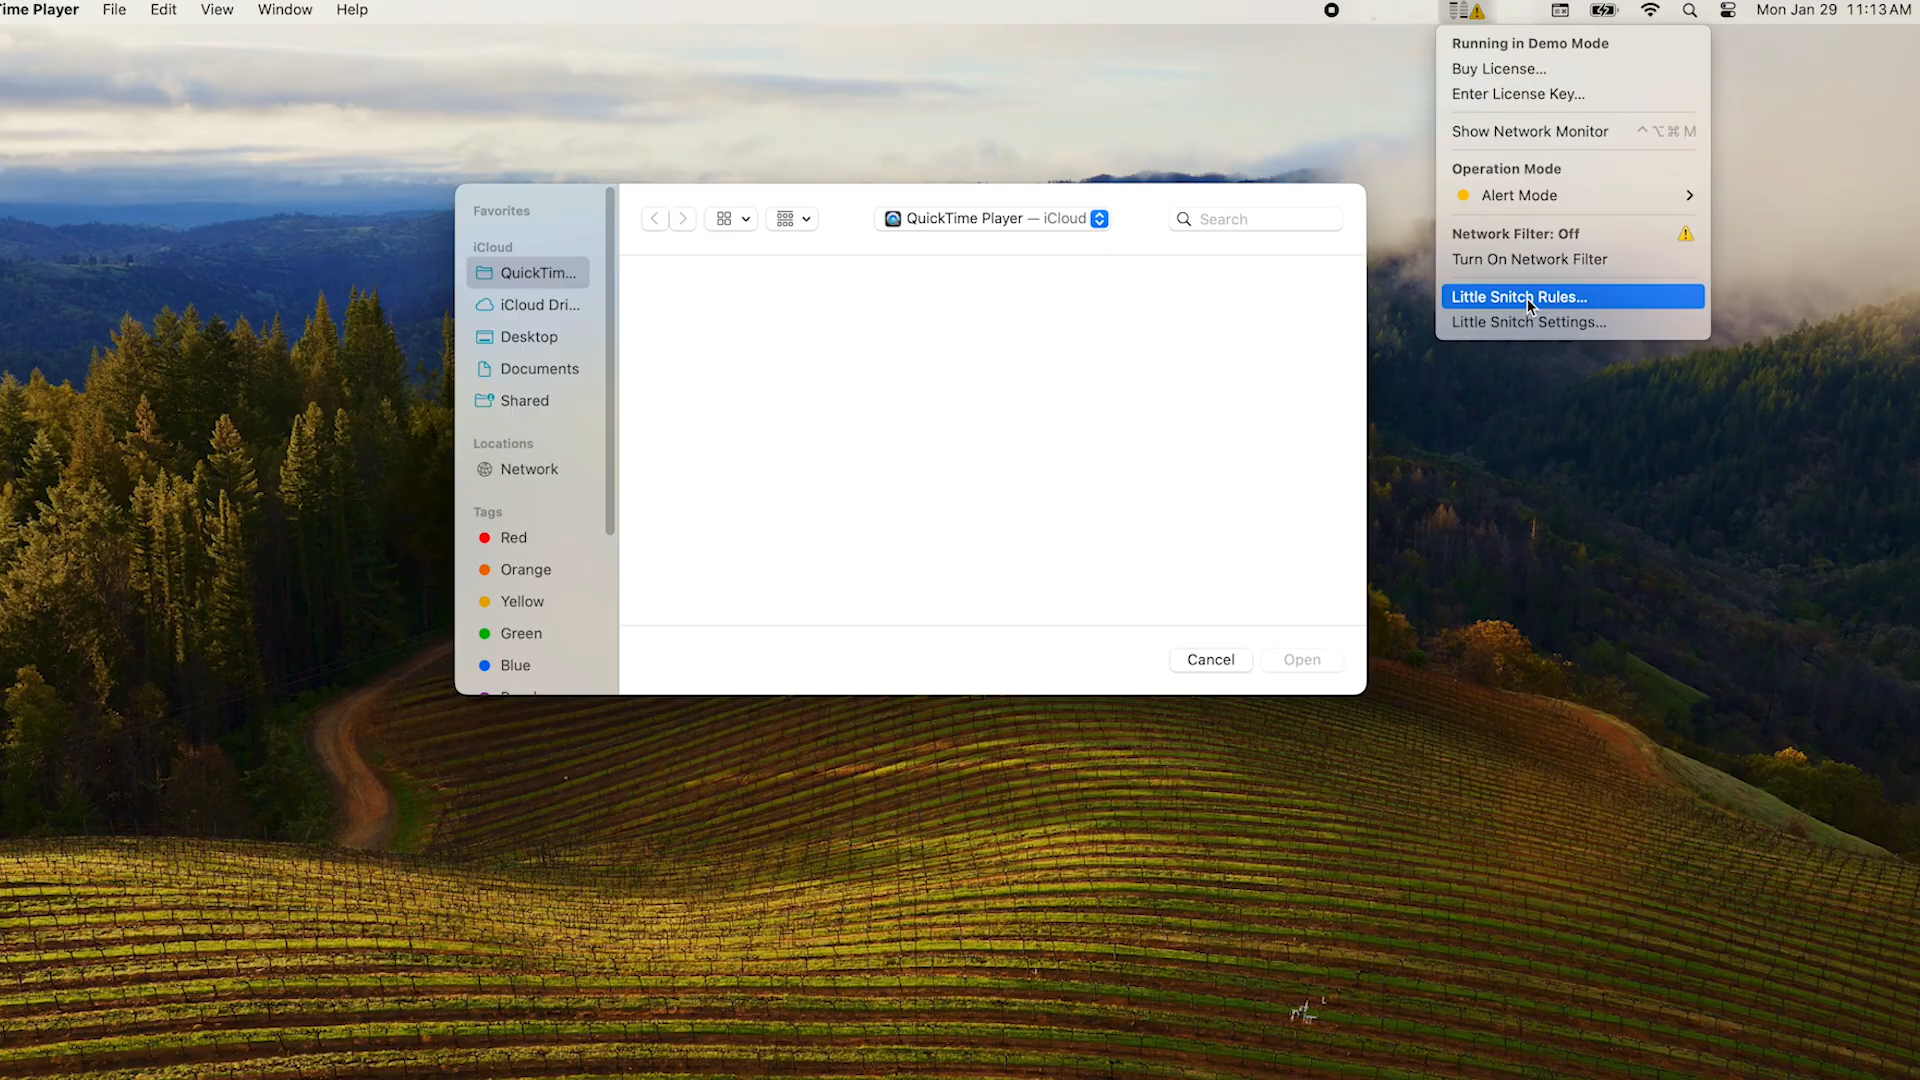 ime Player File Edit View Window Help Mon Jan 29 11:13 AM
Running in Demo Mode
Buy License...
Enter License Key...
Show Network Monitor ^⌥⌘M
Operation Mode
Alert Mode
Network Filter: Off
Turn On Network Filter
Little Snitch Rules...
Little Snitch Settings...
Favorites
iCloud
QuickTim...
iCloud Dri...
Desktop
Documents
Shared
Locations
Network
Tags
Red
Orange
Yellow
Green
Blue
QuickTime Player — iCloud
Search
Cancel
Open